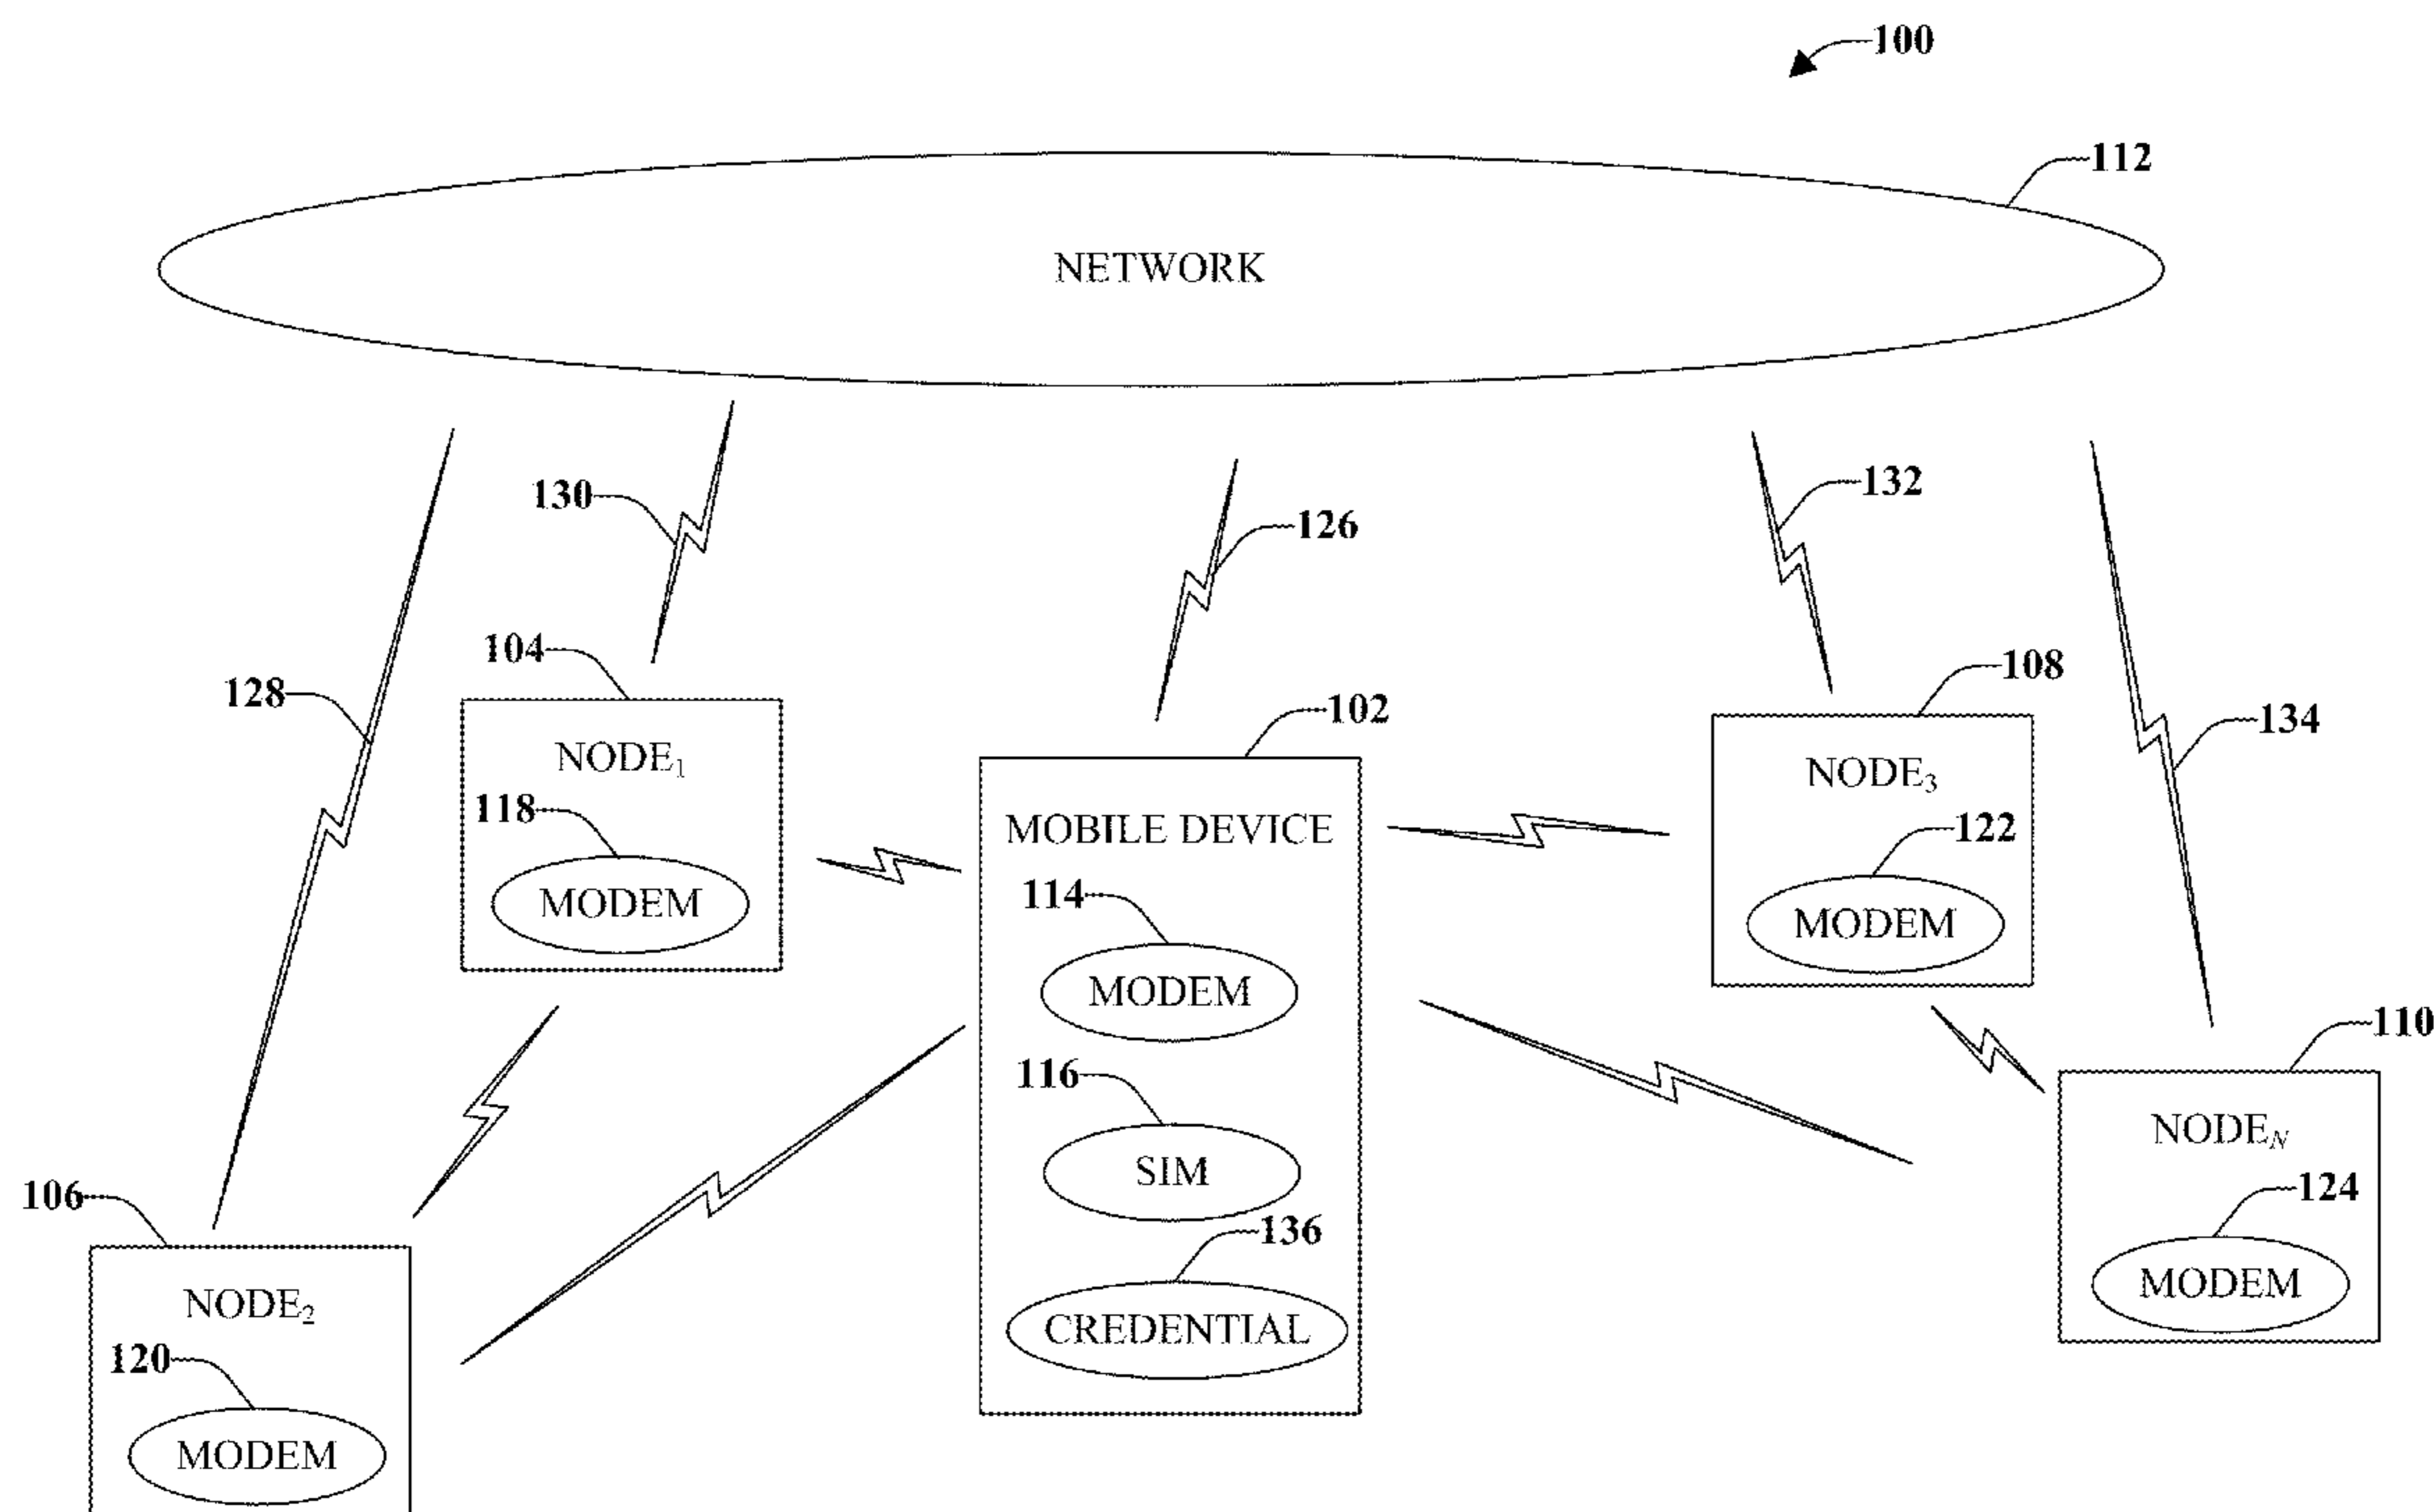 100
112
NETWORK
130
132
126
104
108
128
102
134
NODE₁
NODE₃
118
122
MOBILE DEVICE
MODEM
114
MODEM
MODEM
110
116
NODE_N
SIM
124
106
136
NODE₂
CREDENTIAL
MODEM
120
MODEM